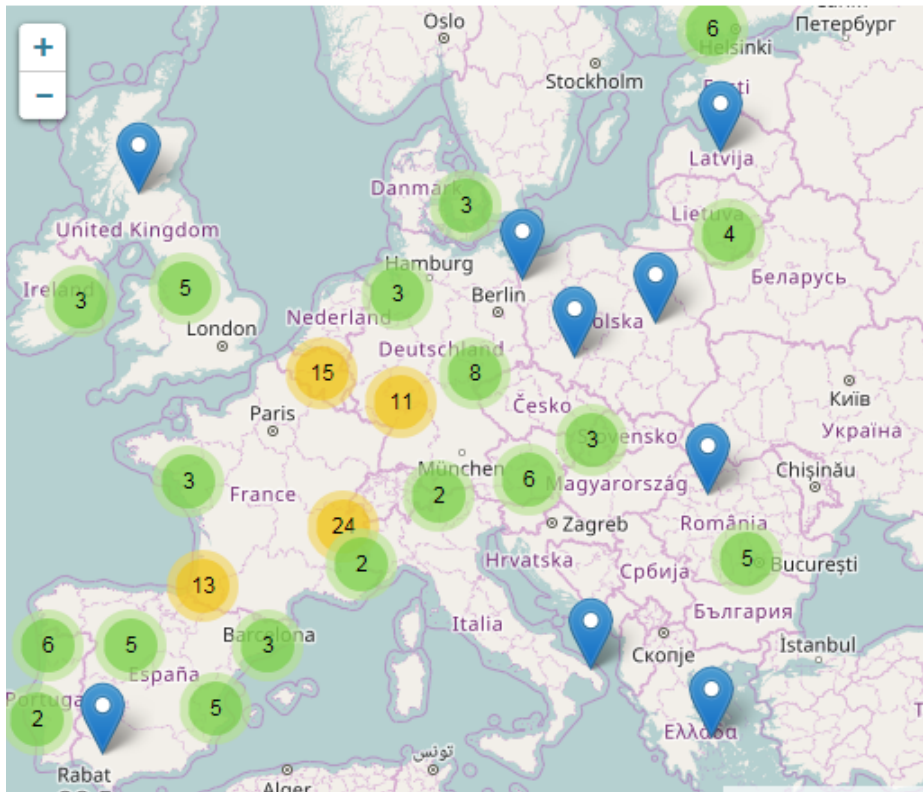 +
−
Oslo
6
Helsinki
Петербург
Stockholm
Eesti
Latvija
Danmark
3
Lietuva
4
United Kingdom
Беларусь
Hamburg
Ireland
3
5
3
Berlin
Nederland
London
Polska
Deutschland
15
8
11
Česko
Київ
Paris
Україна
3
Slovensko
München
3
2
6
Magyarország
Chișinău
France
24
Zagreb
România
2
Hrvatska
5
București
Србија
13
България
Italia
Barcelona
6
5
3
Скопје
İstanbul
España
Portugal
2
5
Ελλάδα
تونس
Rabat
Alger